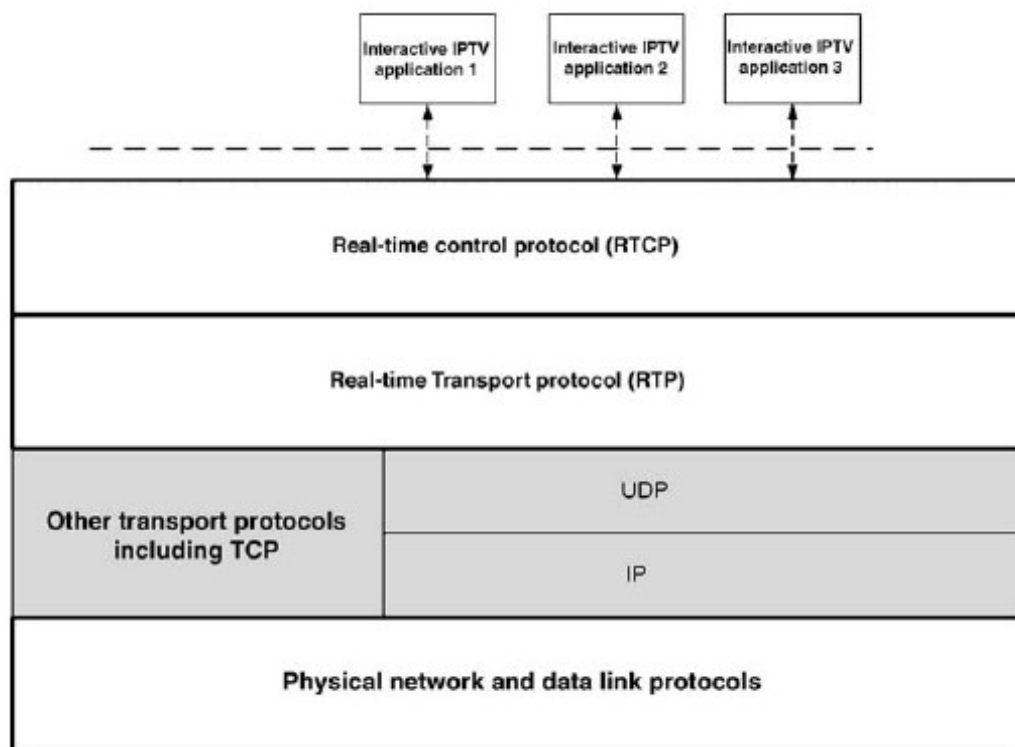 Interactive IPTV
application 1
Interactive IPTV
application 2
Interactive IPTV
application 3
Real-time control protocol (RTCP)
Real-time Transport protocol (RTP)
Other transport protocols
including TCP
UDP
IP
Physical network and data link protocols